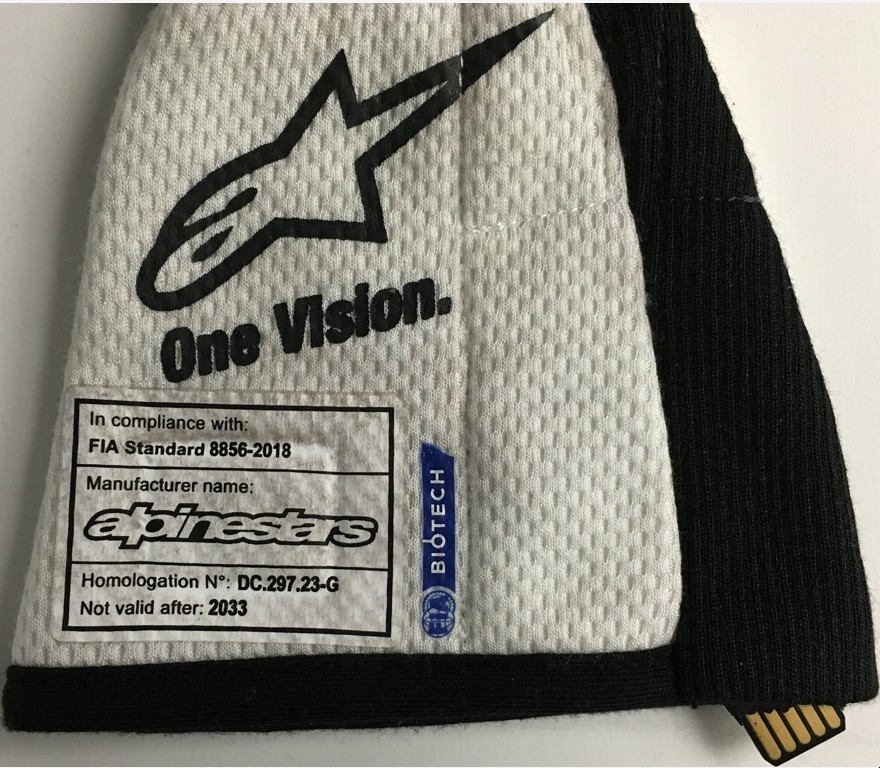 One Vision.
In compliance with:
FIA Standard 8856-2018
Manufacturer name:
alpinestars
Homologation N°: DC.297.23-G
Not valid after: 2033
BIOTECH
FIA